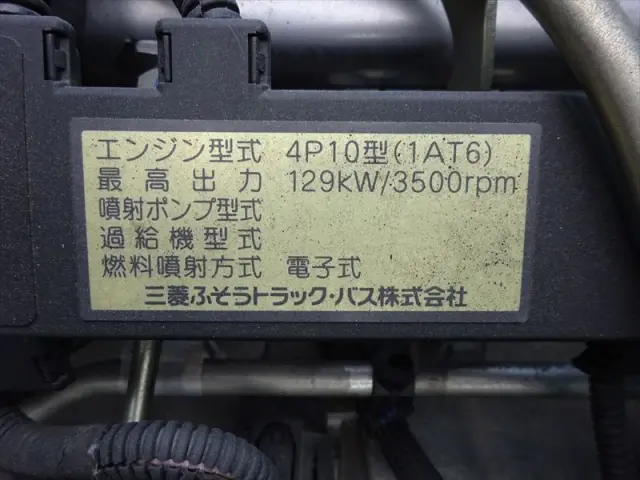 エンジン型式 4P10型(1AT6)
最高出力 129kW/3500rpm
噴射ポンプ型式
過給機型式
燃料噴射方式 電子式
三菱ふそうトラック・バス株式会社